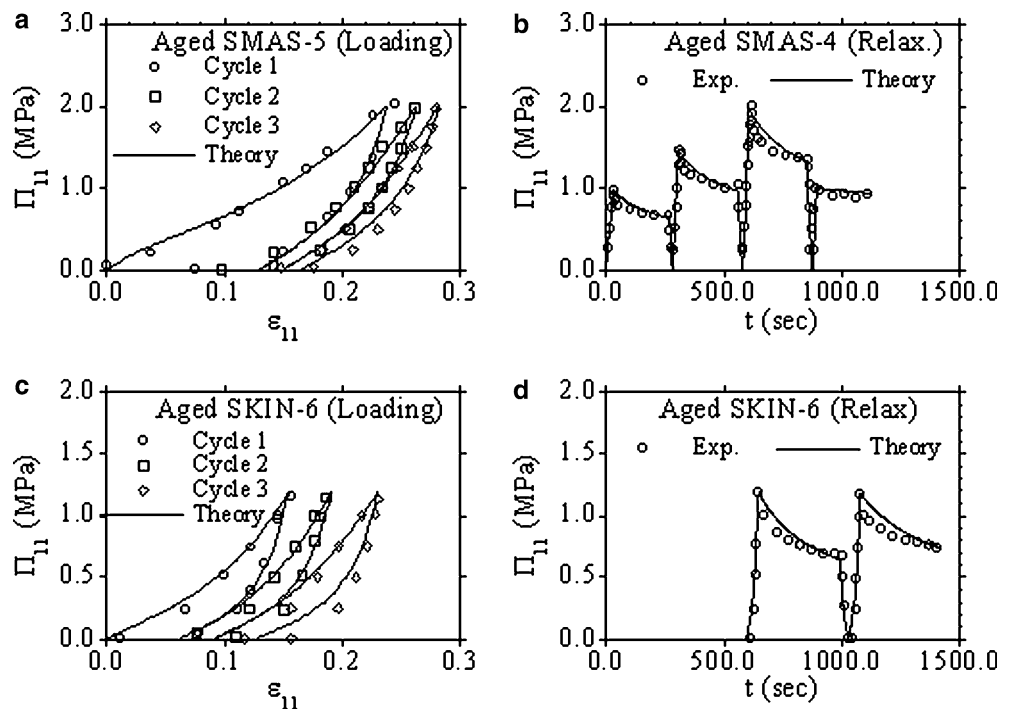 a
3.0
2.0
1.0
0.0
Π11 (MPa)
Aged SMAS-5 (Loading)
Cycle 1
Cycle 2
Cycle 3
Theory
0.0 0.1 0.2 0.3
ε11
b
3.0
2.0
1.0
0.0
Π11 (MPa)
Aged SMAS-4 (Relax.)
Exp. Theory
0.0 500.0 1000.0 1500.0
t (sec)
c
2.0
1.5
1.0
0.5
0.0
Π11 (MPa)
Aged SKIN-6 (Loading)
Cycle 1
Cycle 2
Cycle 3
Theory
0.0 0.1 0.2 0.3
ε11
d
2.0
1.5
1.0
0.5
0.0
Π11 (MPa)
Aged SKIN-6 (Relax)
Exp. Theory
0.0 500.0 1000.0 1500.0
t (sec)